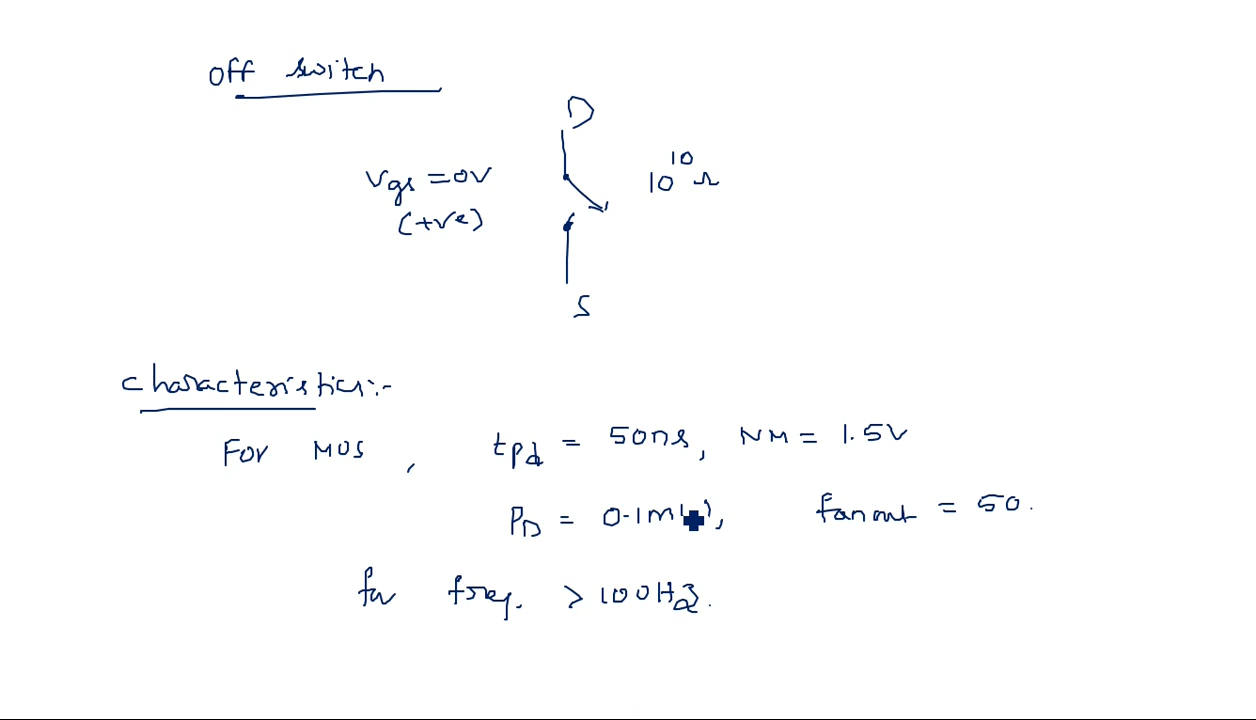 off switch
D
Vgs = 0V
10^10 Ω
(+ve)
S
characteristics:-
For MOS, tpd = 50ns, NM = 1.5V
PD = 0.1mW, fanout = 50.
for freq. > 100Hz.